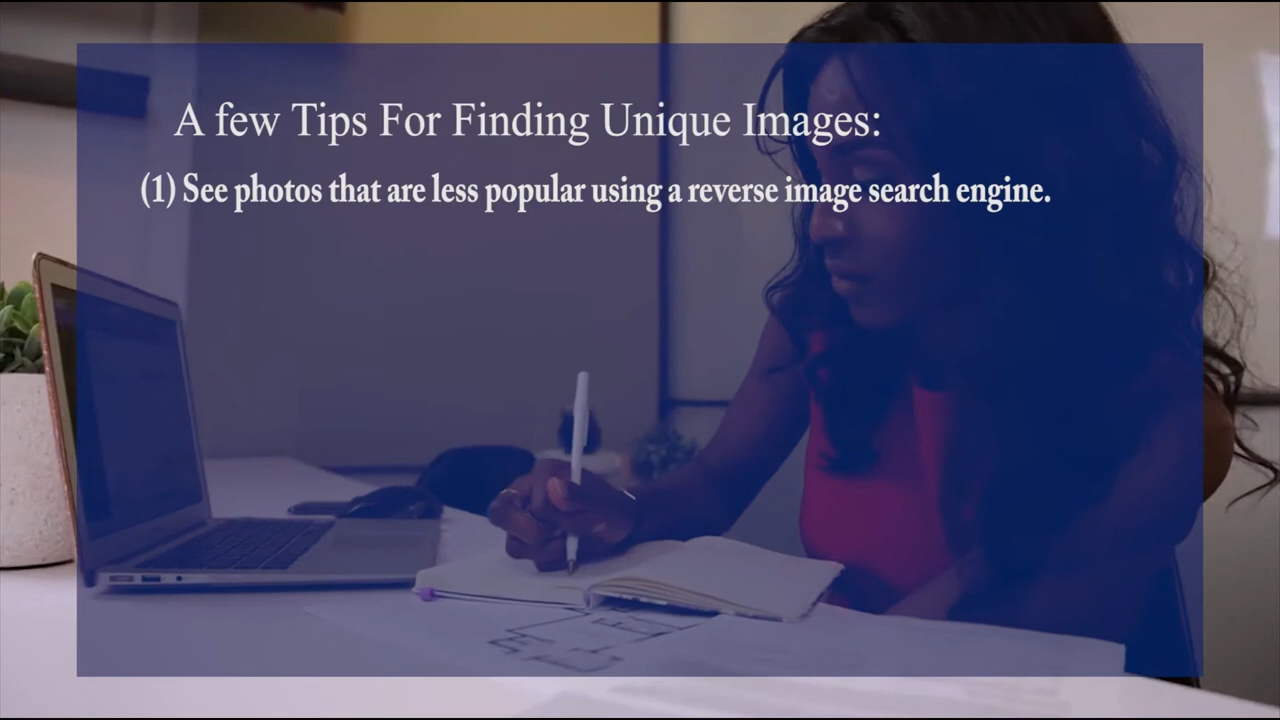 A few Tips For Finding Unique Images:
(1) See photos that are less popular using a reverse image search engine.